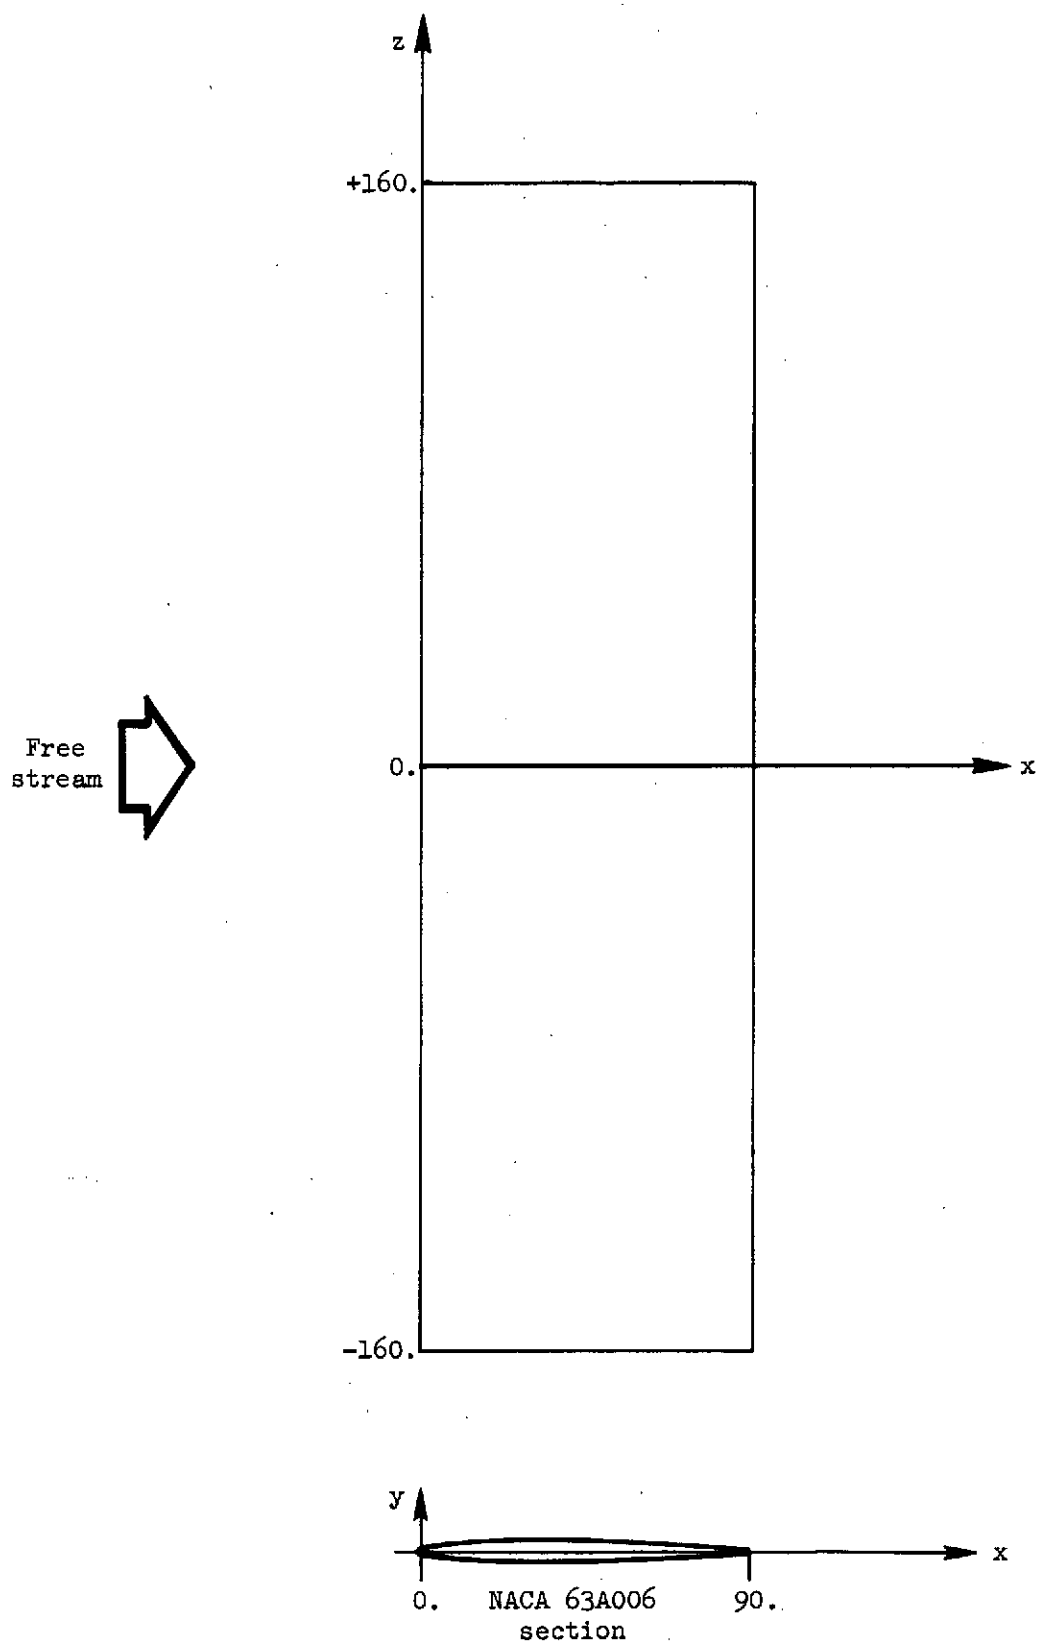 z
+160.
Free
stream
0.
x
-160.
y
x
0.
NACA 63A006
section
90.